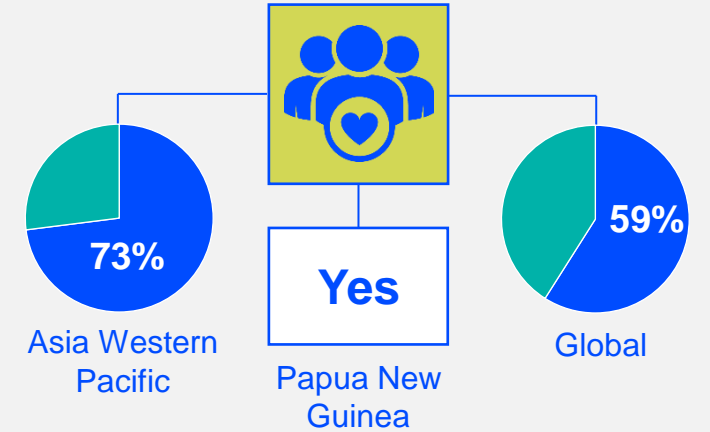 73%
Asia Western
Pacific
Yes
Papua New
Guinea
59%
Global